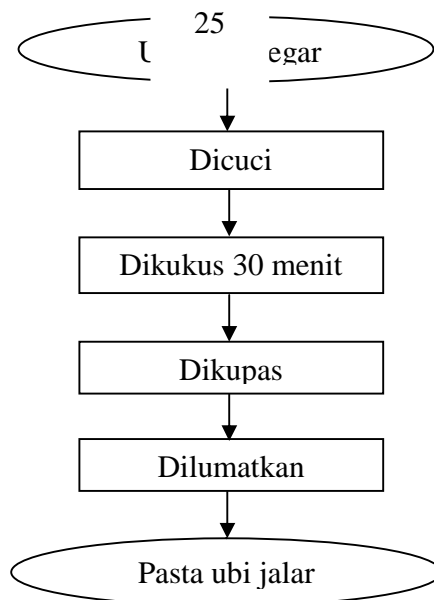 25
Dicuci
Dikukus 30 menit
Dikupas
Dilumatkan
Pasta ubi jalar